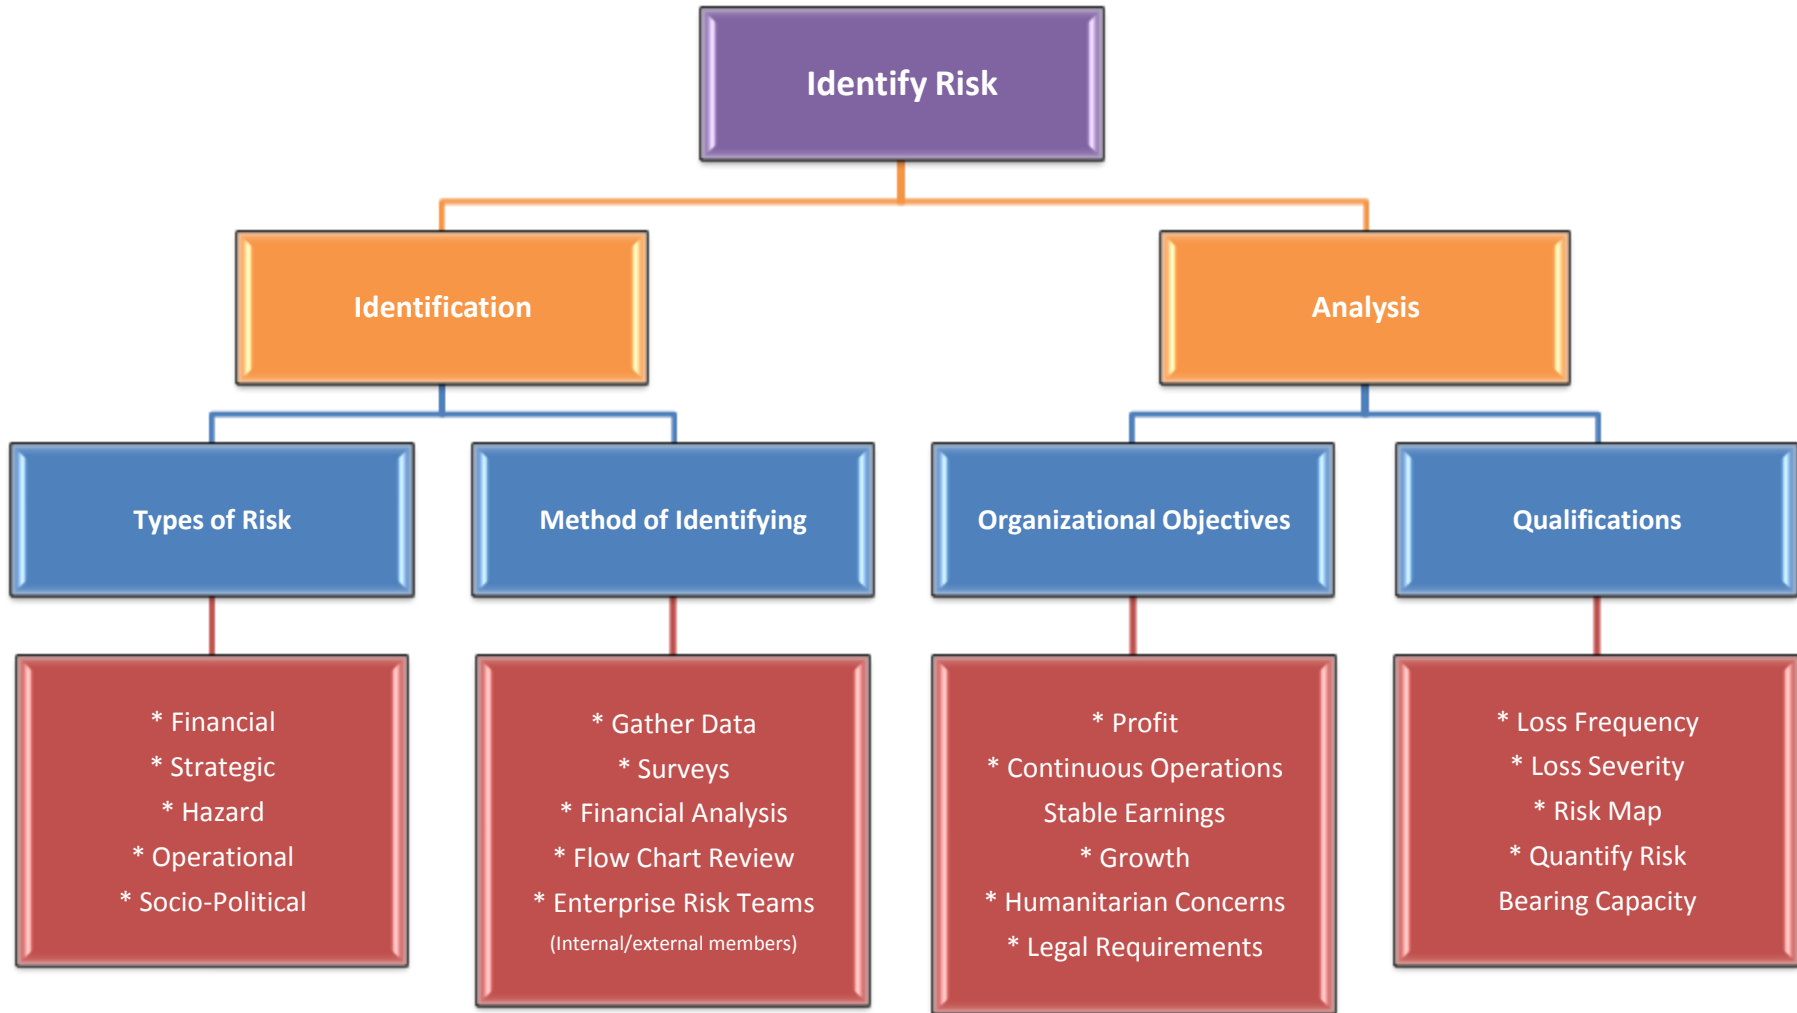 Identify Risk
Identification
Analysis
Types of Risk
Method of Identifying
Organizational Objectives
Qualifications
* Financial
* Strategic
* Hazard
* Operational
* Socio-Political
* Gather Data
* Surveys
* Financial Analysis
* Flow Chart Review
* Enterprise Risk Teams
(Internal/external members)
* Profit
* Continuous Operations
Stable Earnings
* Growth
* Humanitarian Concerns
* Legal Requirements
* Loss Frequency
* Loss Severity
* Risk Map
* Quantify Risk
Bearing Capacity